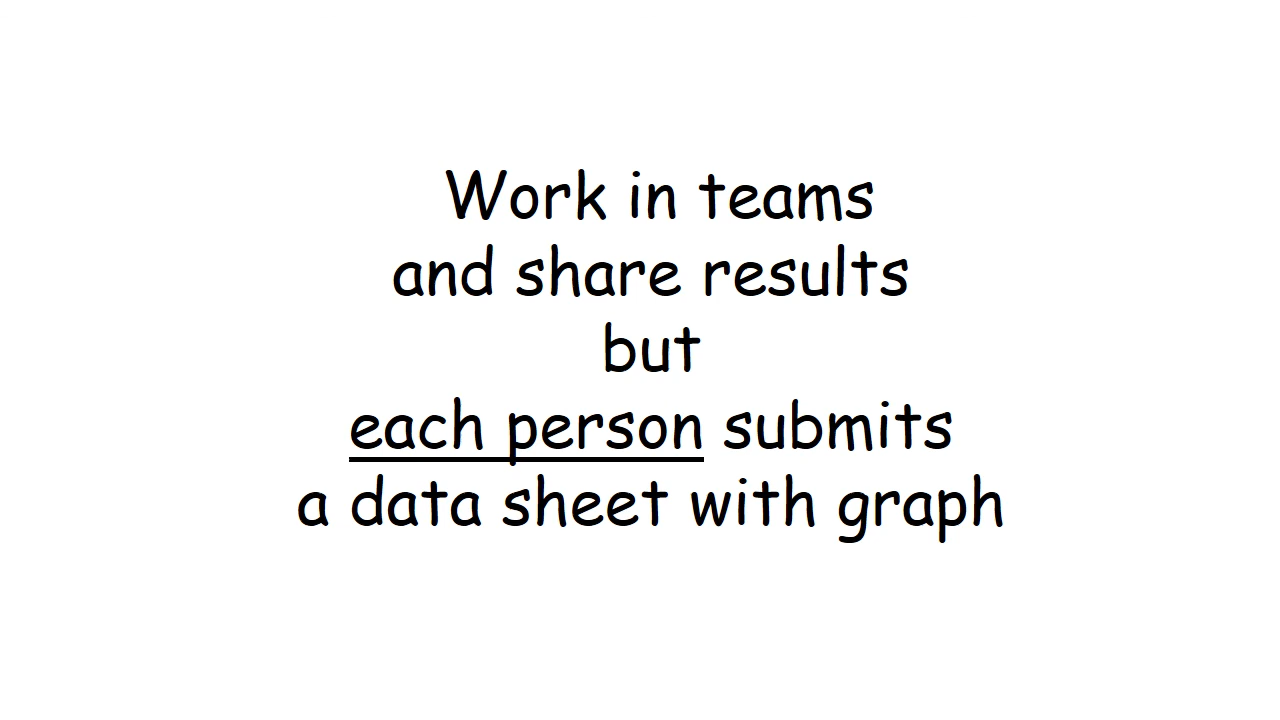 Work in teams
and share results
but
each person submits
a data sheet with graph